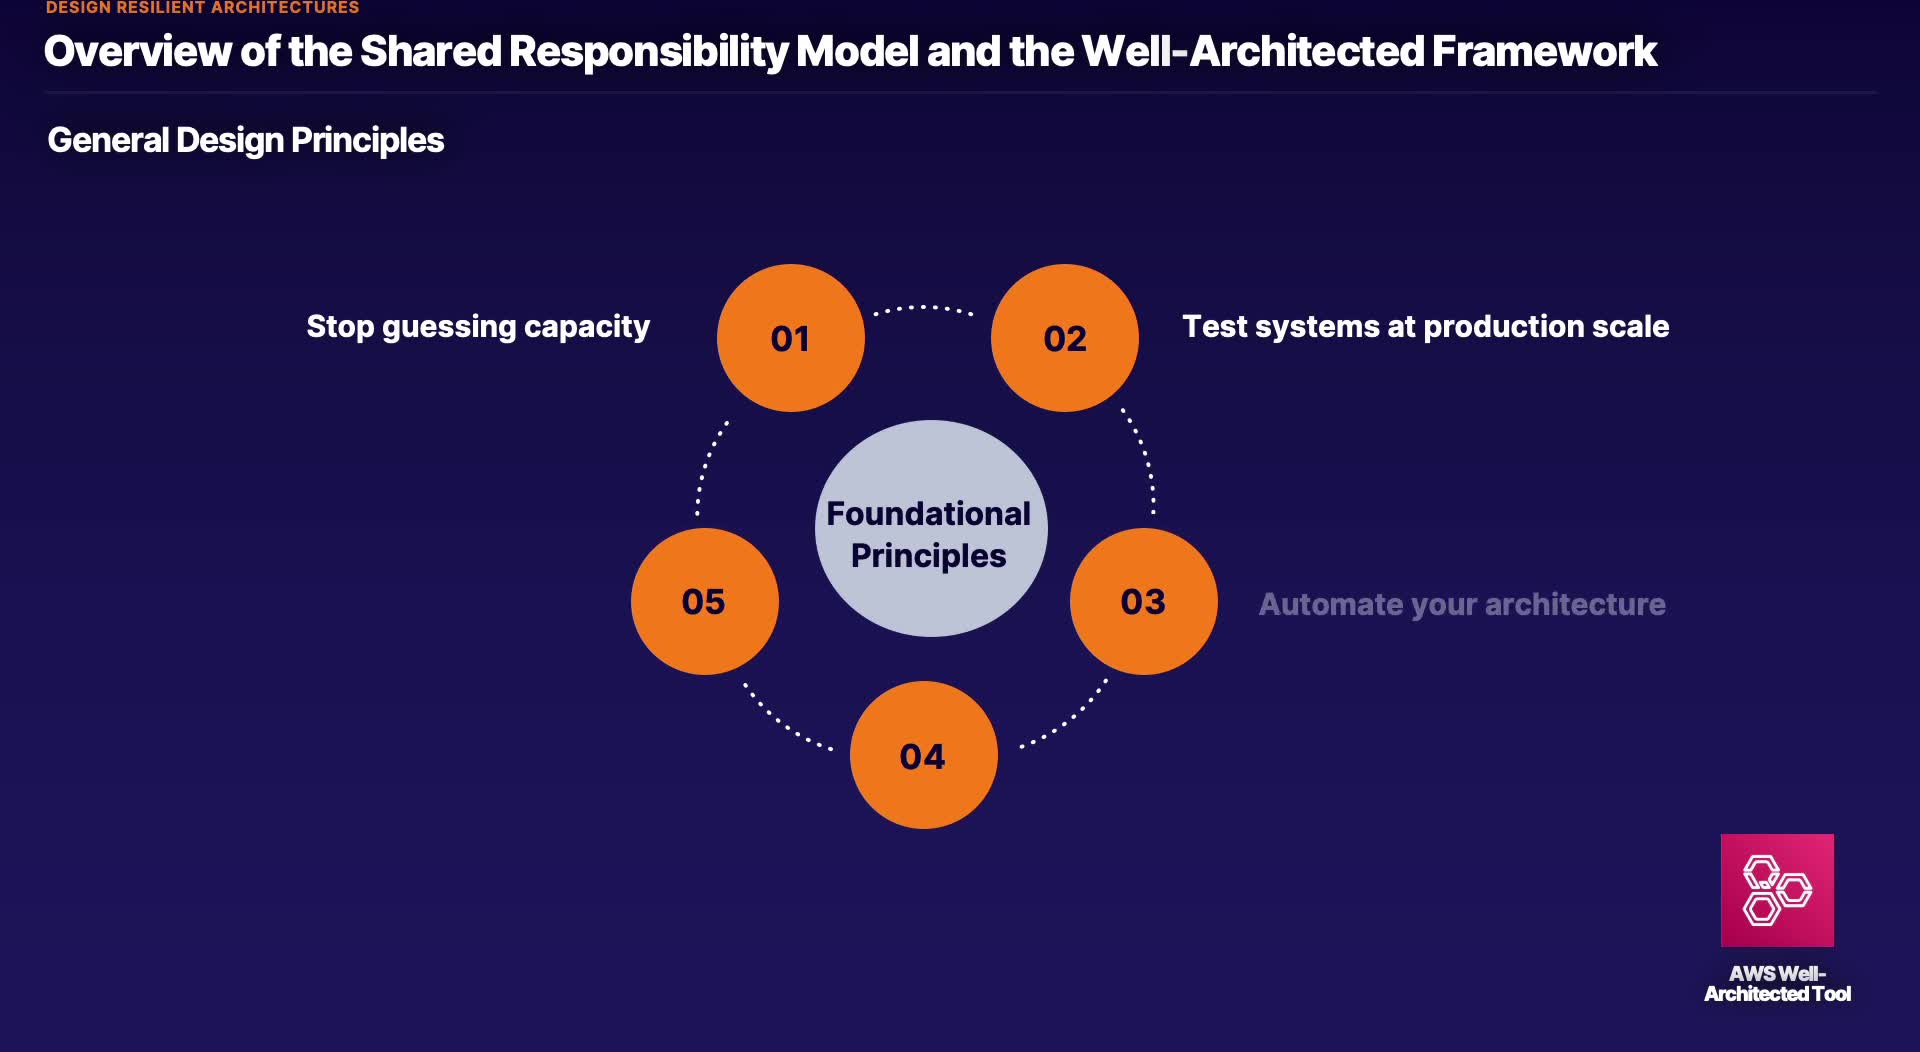 DESIGN RESILIENT ARCHITECTURES
Overview of the Shared Responsibility Model and the Well-Architected Framework
General Design Principles
Stop guessing capacity
01
02
Test systems at production scale
Foundational
Principles
05
03
Automate your architecture
04
AWS Well-
Architected Tool